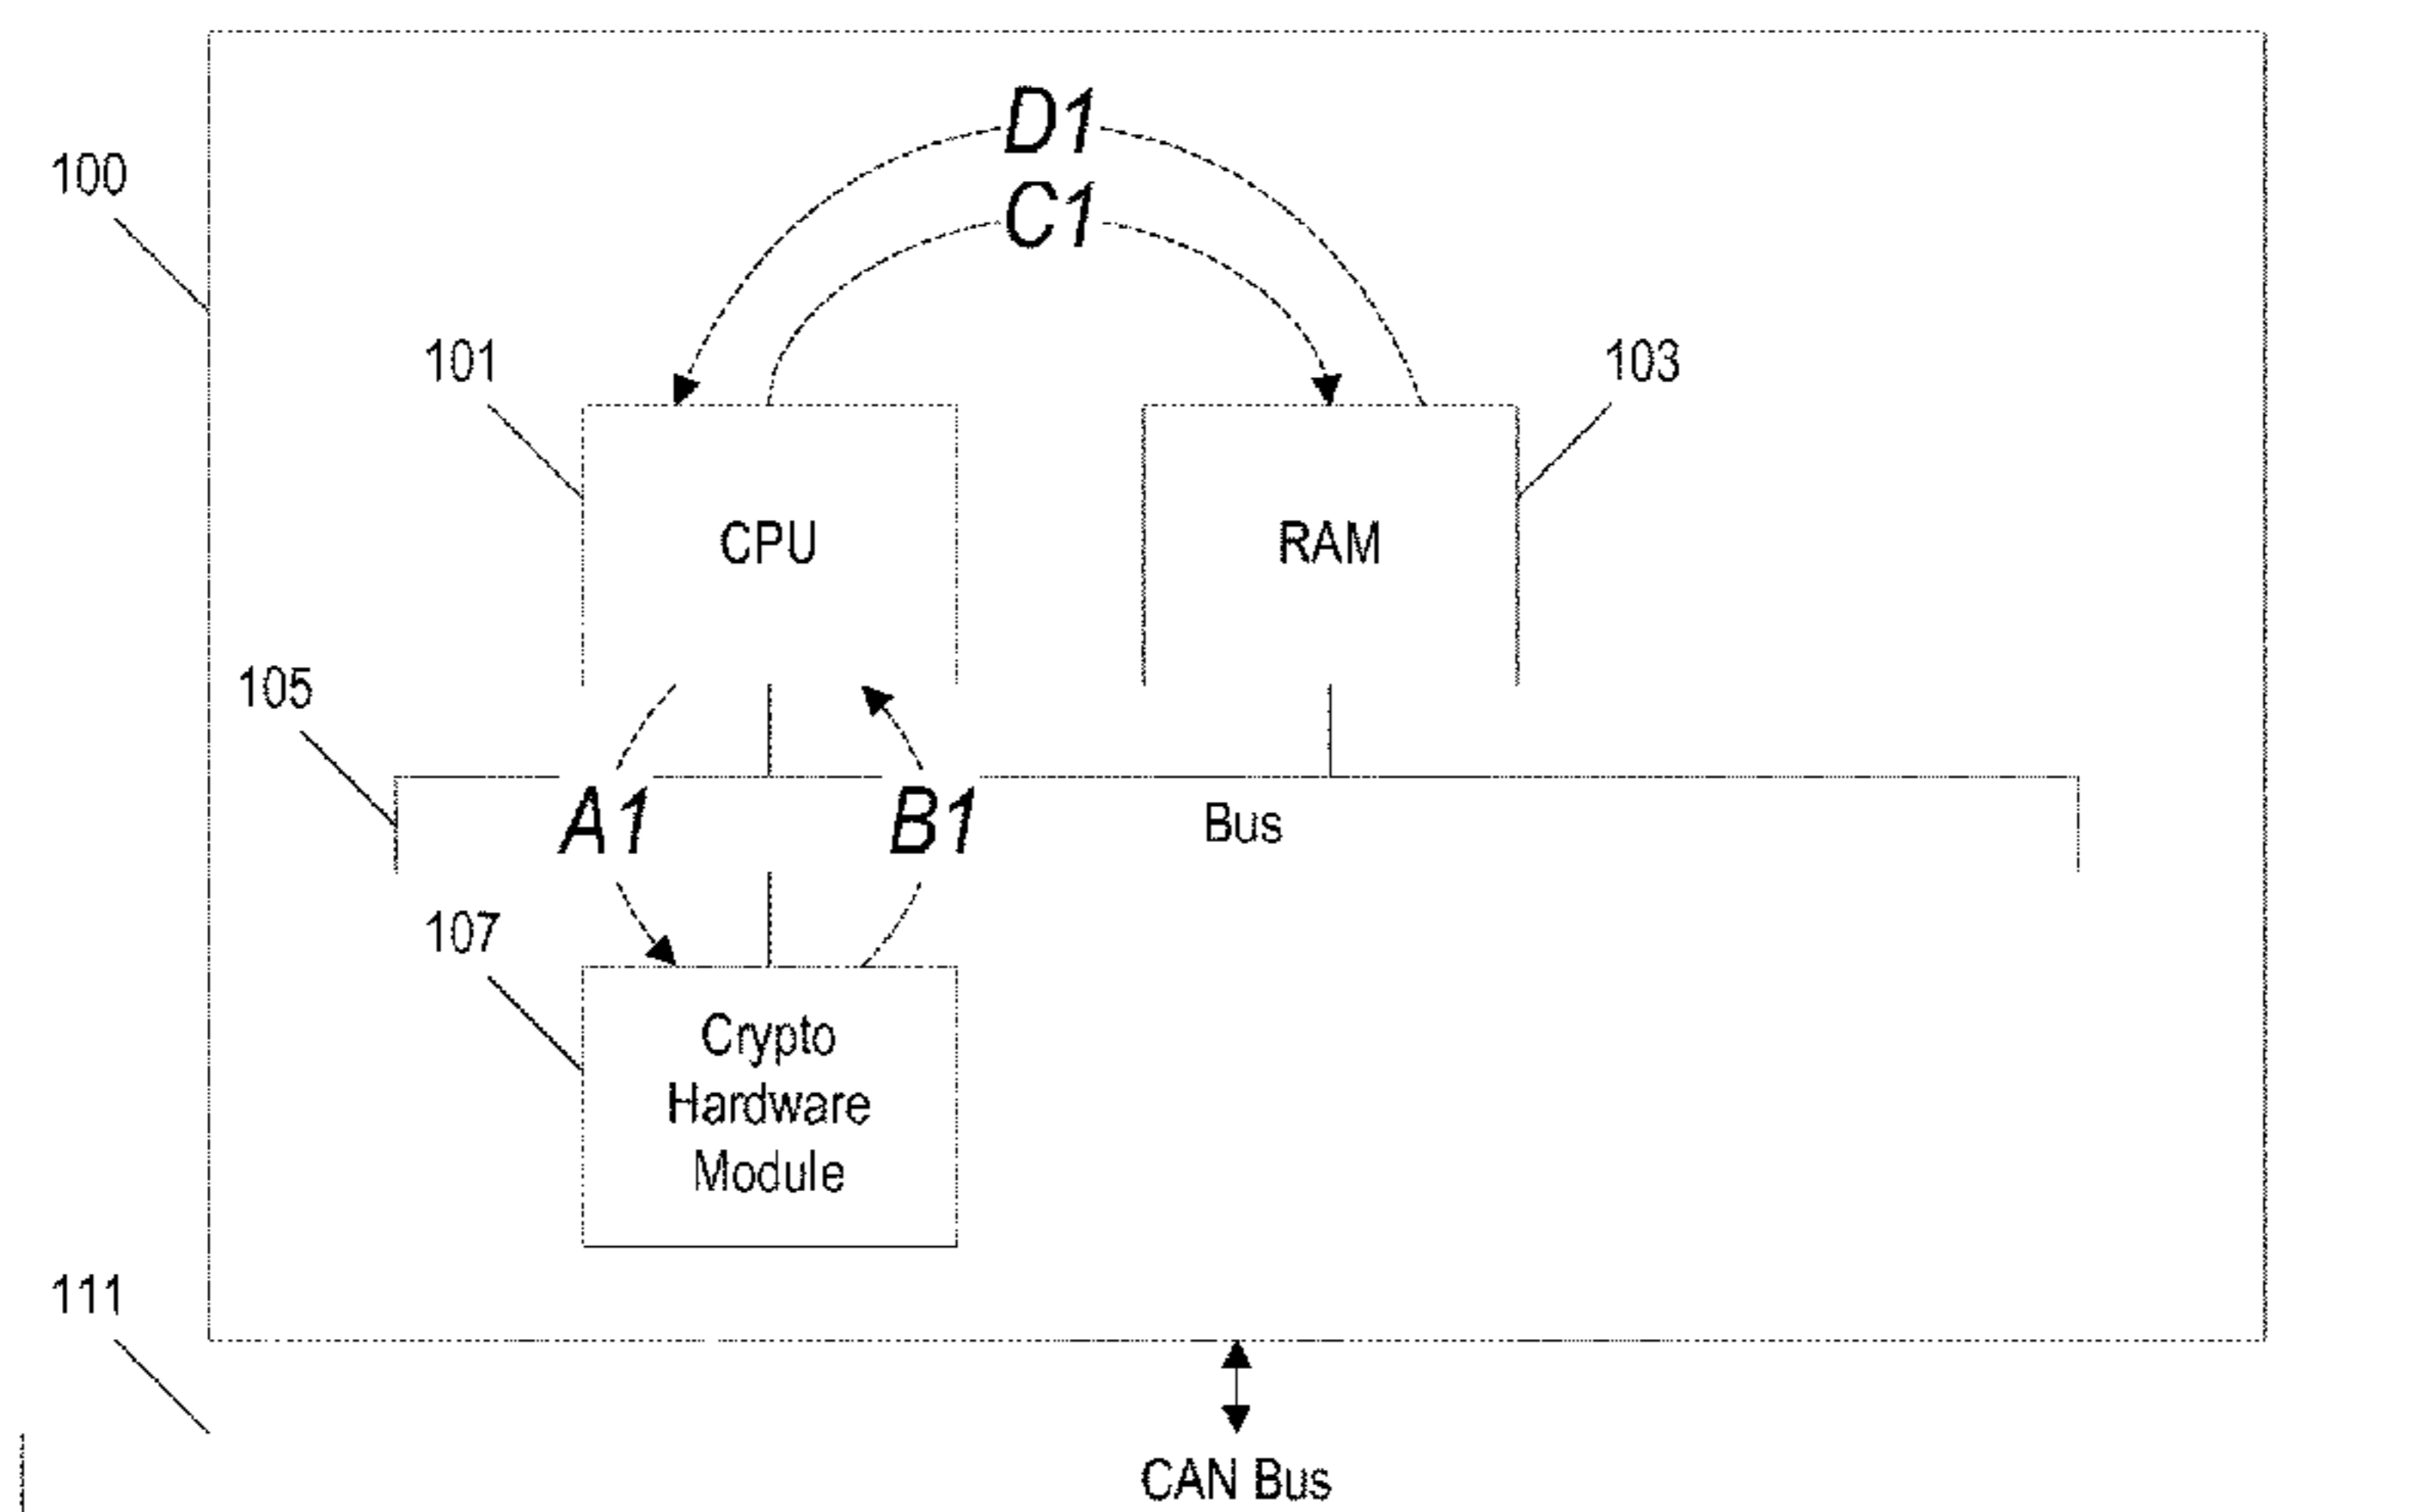 D1
100
C1
101
103
CPU
RAM
105
A1
B1
Bus
107
Crypto
Hardware
Module
111
CAN Bus